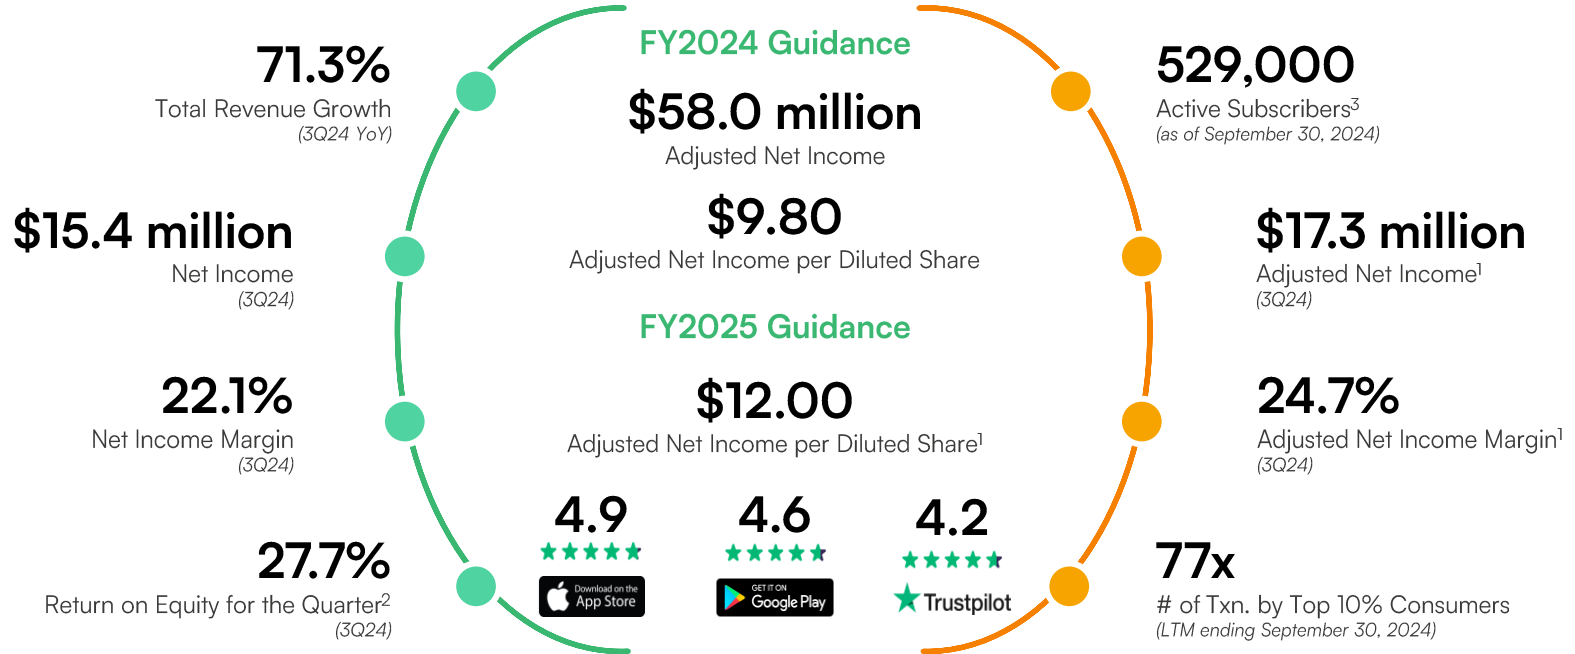 71.3%
Total Revenue Growth
(3Q24 YoY)
$15.4 million
Net Income
(3Q24)
22.1%
Net Income Margin
(3Q24)
27.7%
Return on Equity for the Quarter²
(3Q24)
FY2024 Guidance
$58.0 million
Adjusted Net Income
$9.80
Adjusted Net Income per Diluted Share
FY2025 Guidance
$12.00
Adjusted Net Income per Diluted Share¹
4.9
Download on the
App Store
4.6
GET IT ON
Google Play
4.2
Trustpilot
529,000
Active Subscribers³
(as of September 30, 2024)
$17.3 million
Adjusted Net Income¹
(3Q24)
24.7%
Adjusted Net Income Margin¹
(3Q24)
77x
# of Txn. by Top 10% Consumers
(LTM ending September 30, 2024)